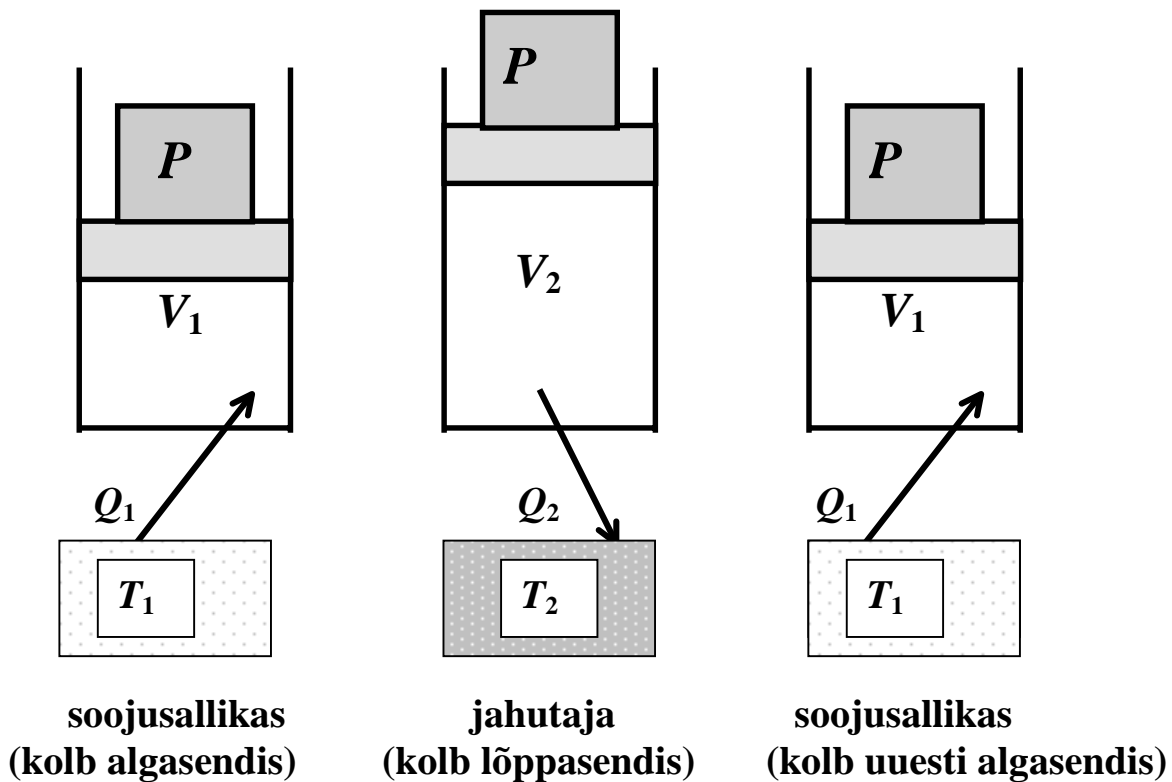 P
P
P
V₁
V₂
V₁
Q₁
Q₂
Q₁
T₁
T₂
T₁
soojusallikas
(kolb algasendis)
jahutaja
(kolb lõppasendis)
soojusallikas
(kolb uuesti algasendis)